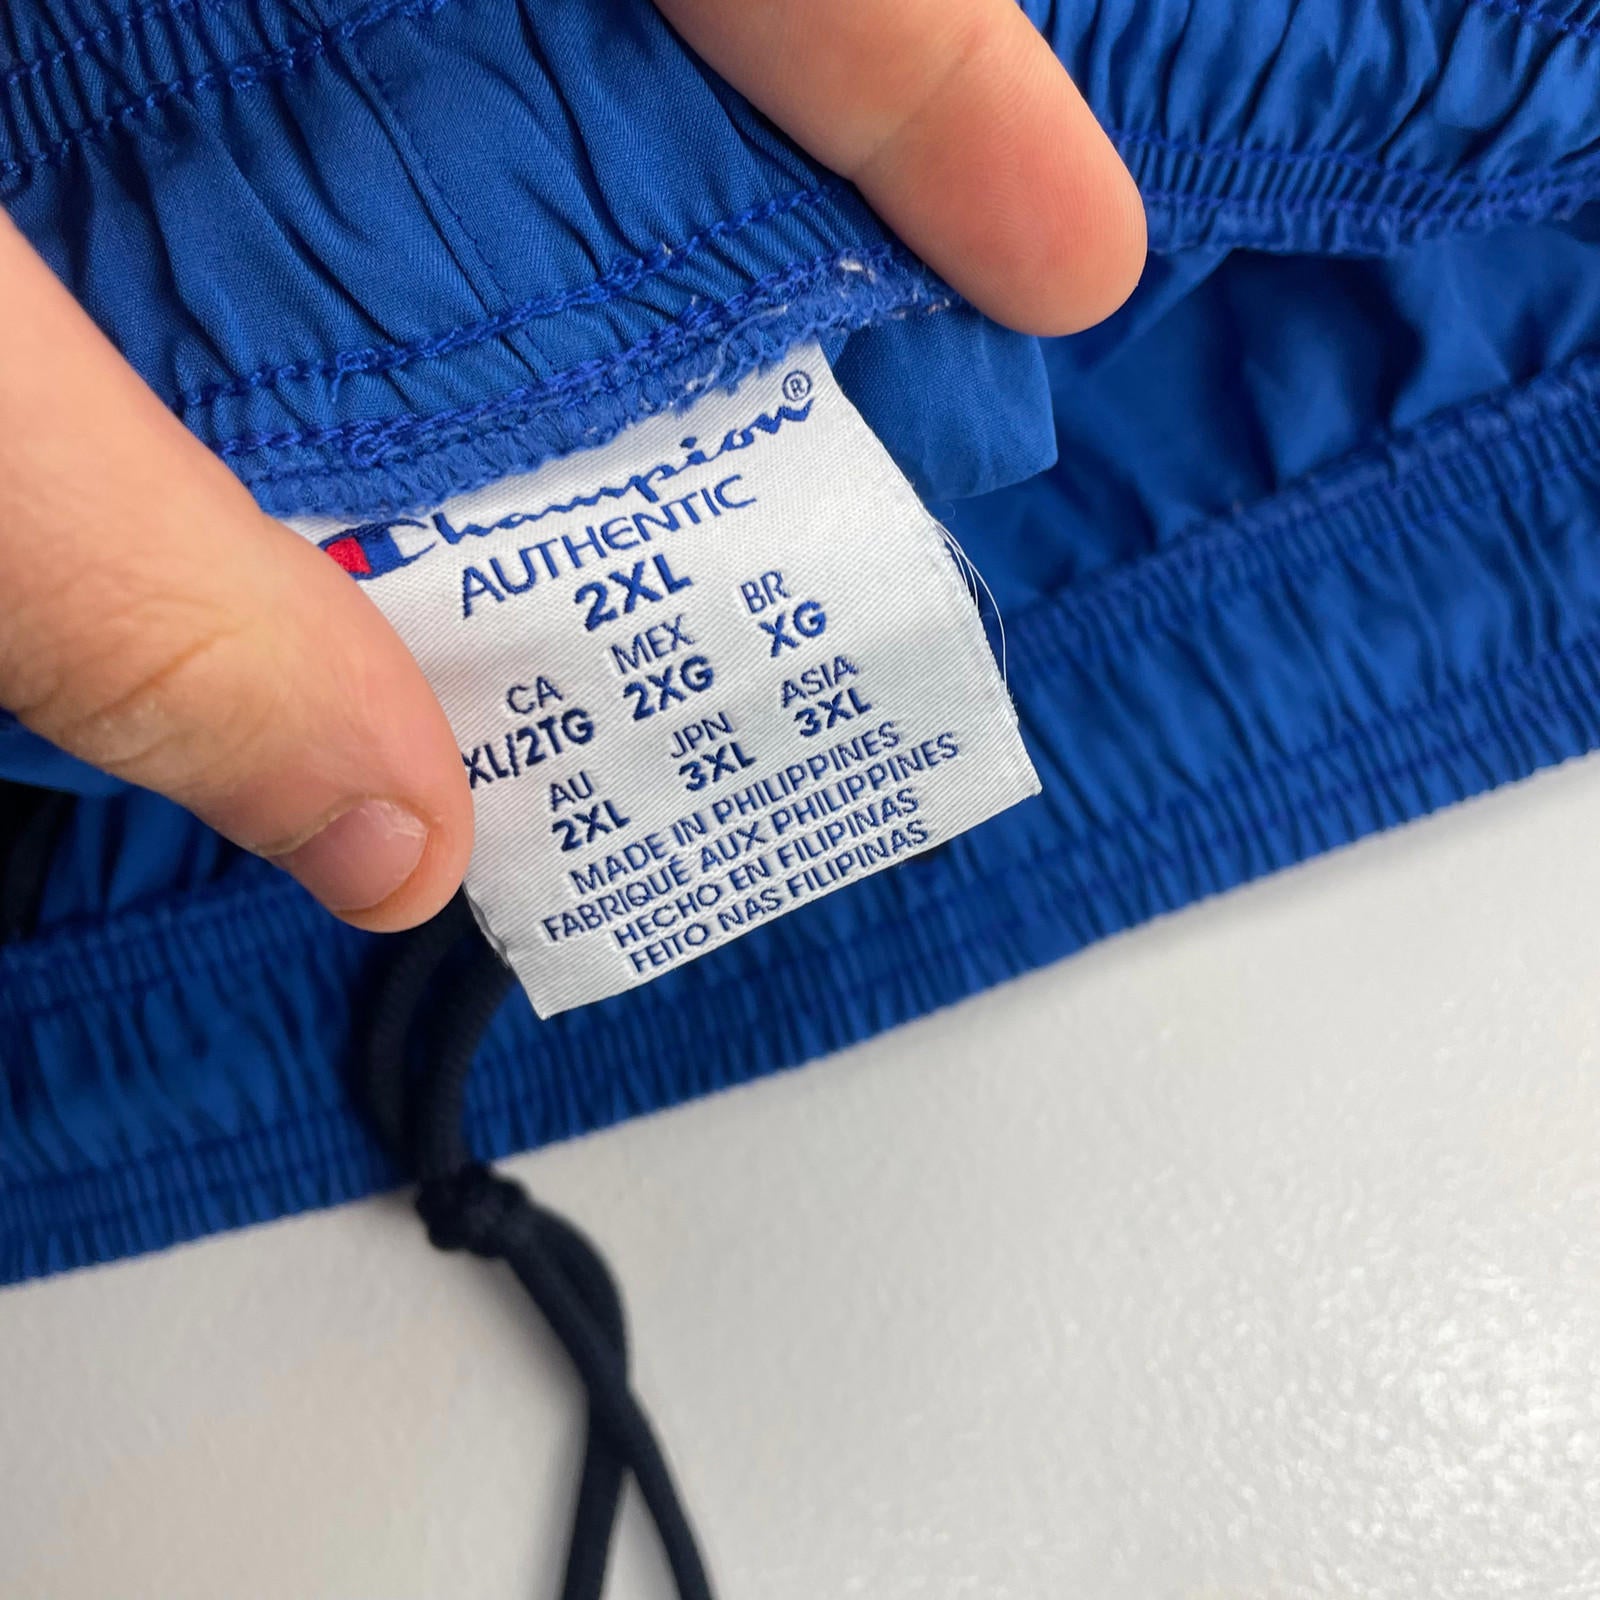 Champion®
AUTHENTIC
2XL
MEX BR
2XG XG
CA JPN ASIA
XL/2TG 3XL 3XL
AU
2XL
MADE IN PHILIPPINES
FABRIQUÉ AUX PHILIPPINES
HECHO EN FILIPINAS
FEITO NAS FILIPINAS